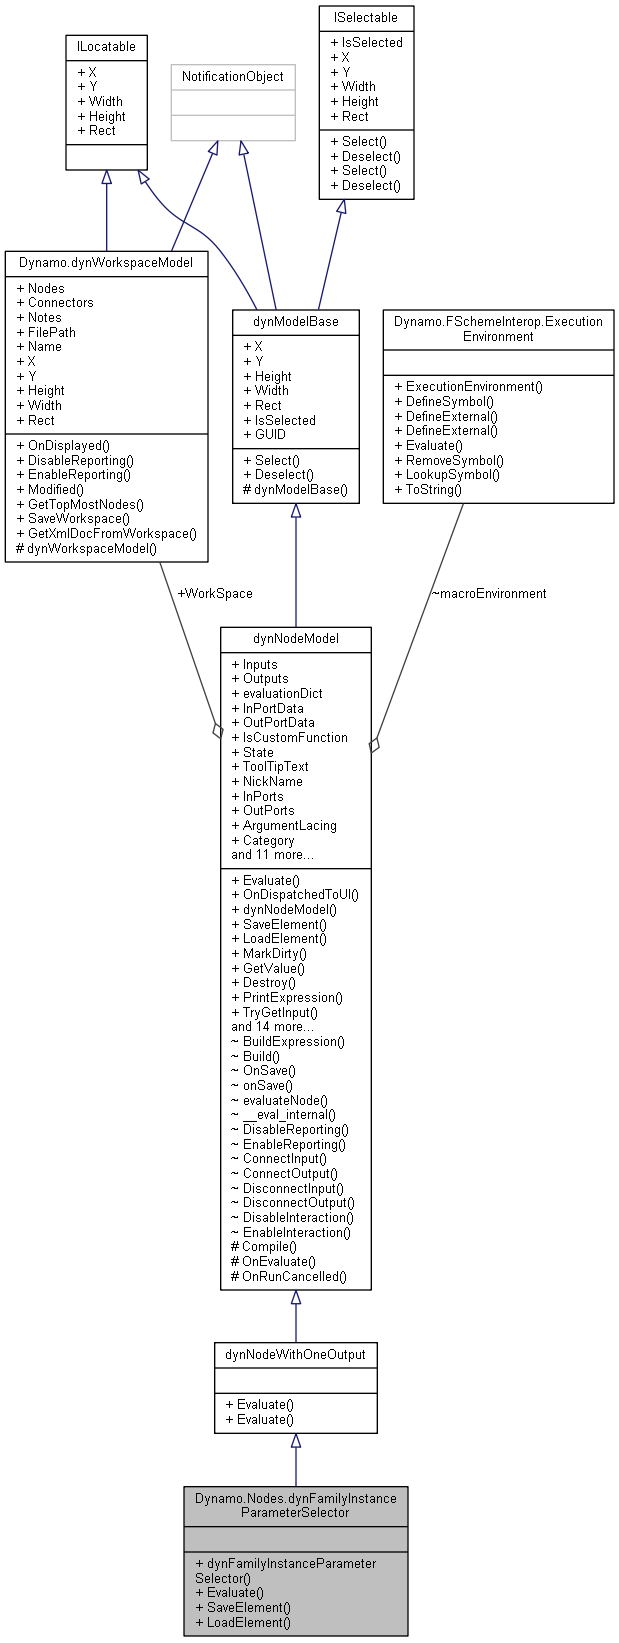 ISelectable
+ IsSelected
+ X
+ Y
+ Width
+ Height
+ Rect
+ Select()
+ Deselect()
+ Select()
+ Deselect()
ILocatable
+ X
+ Y
+ Width
+ Height
+ Rect
NotificationObject
Dynamo.dynWorkspaceModel
+ Nodes
+ Connectors
+ Notes
+ FilePath
+ Name
+ X
+ Y
+ Height
+ Width
+ Rect
+ OnDisplayed()
+ DisableReporting()
+ EnableReporting()
+ Modified()
+ GetTopMostNodes()
+ SaveWorkspace()
+ GetXmlDocFromWorkspace()
# dynWorkspaceModel()
dynModelBase
+ X
+ Y
+ Height
+ Width
+ Rect
+ IsSelected
+ GUID
+ Select()
+ Deselect()
# dynModelBase()
Dynamo.FSchemeInterop.Execution
Environment
+ ExecutionEnvironment()
+ DefineSymbol()
+ DefineExternal()
+ DefineExternal()
+ Evaluate()
+ RemoveSymbol()
+ LookupSymbol()
+ ToString()
+WorkSpace
~macroEnvironment
dynNodeModel
+ Inputs
+ Outputs
+ evaluationDict
+ InPortData
+ OutPortData
+ IsCustomFunction
+ State
+ ToolTipText
+ NickName
+ InPorts
+ OutPorts
+ ArgumentLacing
+ Category
and 11 more...
+ Evaluate()
+ OnDispatchedToUI()
+ dynNodeModel()
+ SaveElement()
+ LoadElement()
+ MarkDirty()
+ GetValue()
+ Destroy()
+ PrintExpression()
+ TryGetInput()
and 14 more...
~ BuildExpression()
~ Build()
~ OnSave()
~ onSave()
~ evaluateNode()
~ __eval_internal()
~ DisableReporting()
~ EnableReporting()
~ ConnectInput()
~ ConnectOutput()
~ DisconnectInput()
~ DisconnectOutput()
~ DisableInteraction()
~ EnableInteraction()
# Compile()
# OnEvaluate()
# OnRunCancelled()
dynNodeWithOneOutput
+ Evaluate()
+ Evaluate()
Dynamo.Nodes.dynFamilyInstance
ParameterSelector
+ dynFamilyInstanceParameter
Selector()
+ Evaluate()
+ SaveElement()
+ LoadElement()